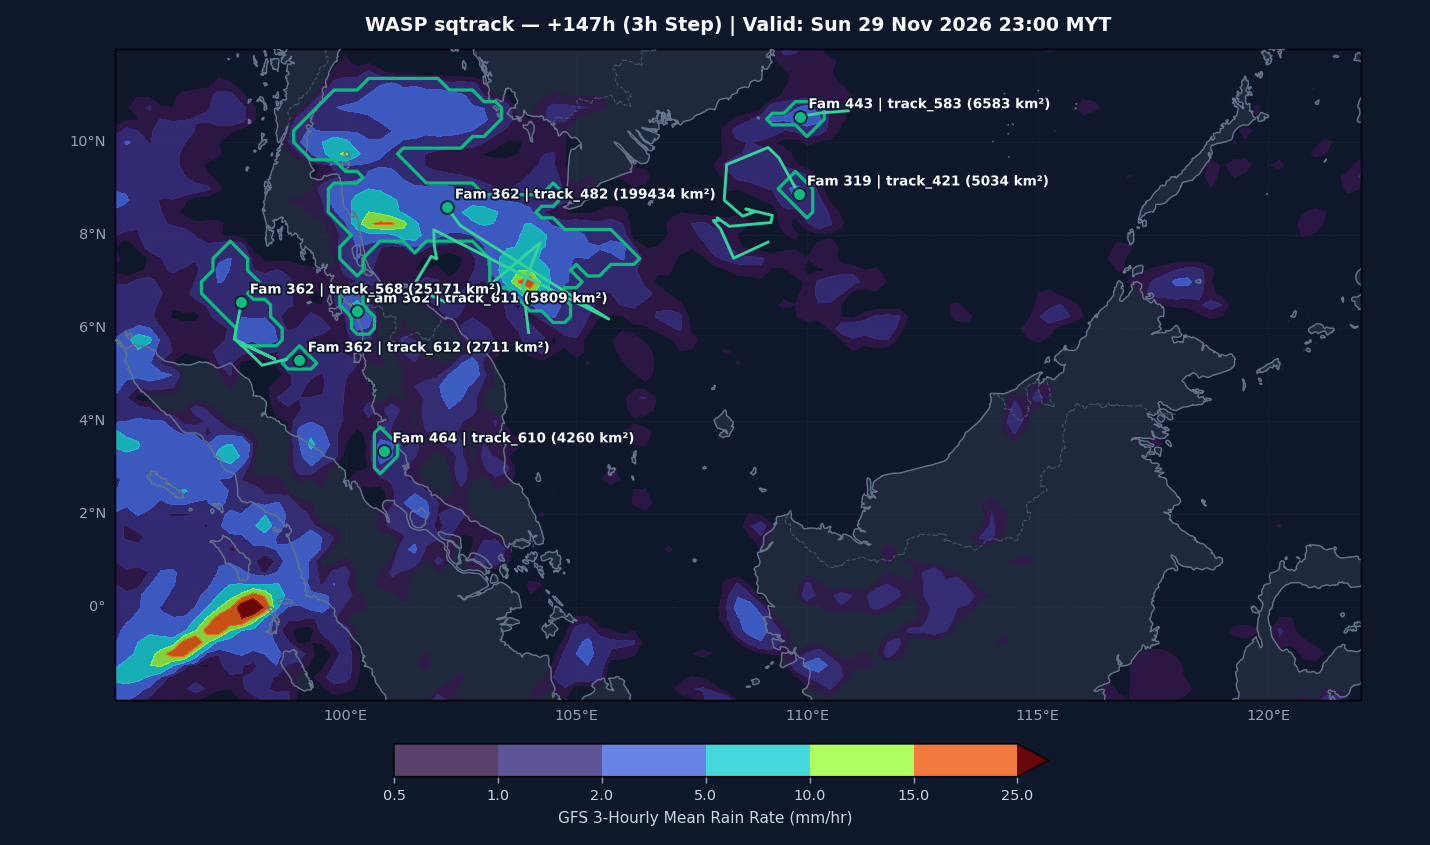 WASP sqtrack — +147h (3h Step) | Valid: Sun 29 Nov 2026 23:00 MYT
Fam 443 | track_583 (6583 km²)
10°N
Fam 319 | track_421 (5034 km²)
Fam 362 | track_482 (199434 km²)
8°N
Fam 362 | track_568 (25171 km²)
Fam 362 | track_611 (5809 km²)
6°N
Fam 362 | track_612 (2711 km²)
4°N
Fam 464 | track_610 (4260 km²)
2°N
0°
100°E 105°E 110°E 115°E 120°E
0.5 1.0 2.0 5.0 10.0 15.0 25.0
GFS 3-Hourly Mean Rain Rate (mm/hr)